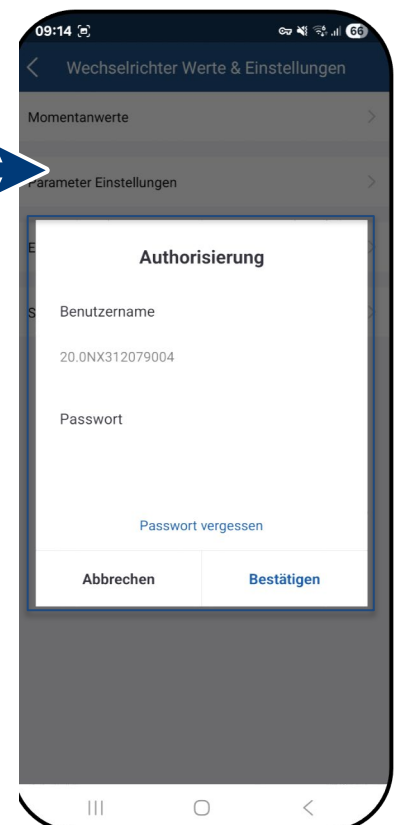 09:14
66
Wechselrichter Werte & Einstellungen
Momentanwerte
Parameter Einstellungen
E
Authorisierung
S
Benutzername
20.0NX312079004
Passwort
Passwort vergessen
Abbrechen
Bestätigen